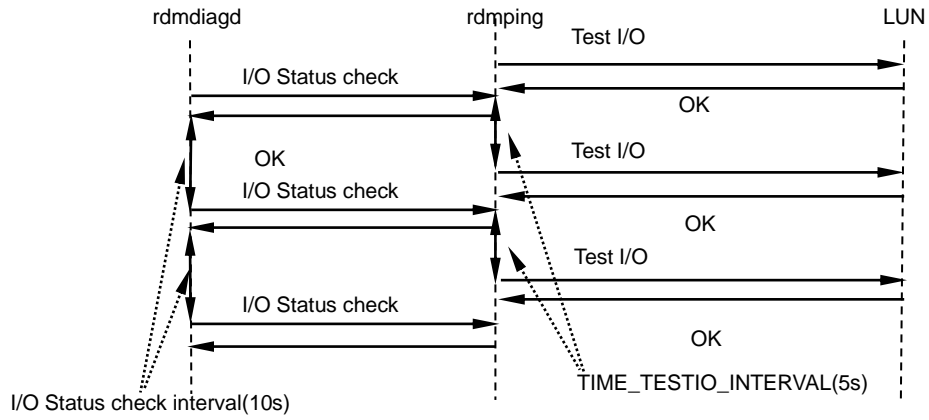 rdmdiagd
rdmping
LUN
Test I/O
I/O Status check
OK
OK
Test I/O
I/O Status check
OK
Test I/O
I/O Status check
OK
TIME_TESTIO_INTERVAL(5s)
I/O Status check interval(10s)